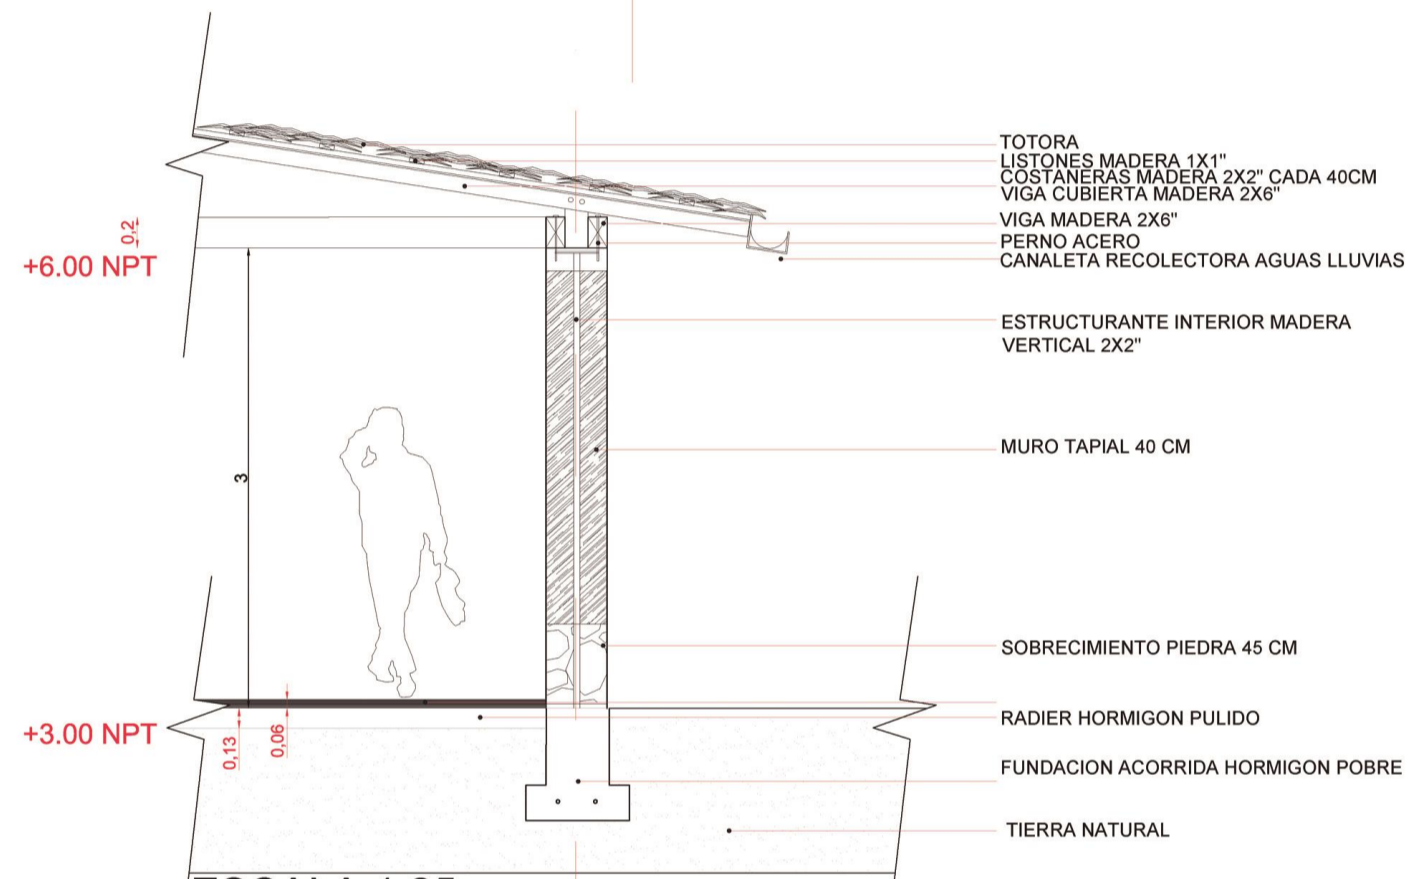 TOTORA
LISTONES MADERA 1X1"
COSTANERAS MADERA 2X2" CADA 40CM
VIGA CUBIERTA MADERA 2X6"
VIGA MADERA 2X6"
PERNO ACERO
CANALETA RECOLECTORA AGUAS LLUVIAS
0,2
+6.00 NPT
ESTRUCTURANTE INTERIOR MADERA
VERTICAL 2X2"
MURO TAPIAL 40 CM
3
SOBRECIMIENTO PIEDRA 45 CM
RADIER HORMIGON PULIDO
+3.00 NPT
0,13
0,06
FUNDACION ACORRIDA HORMIGON POBRE
TIERRA NATURAL